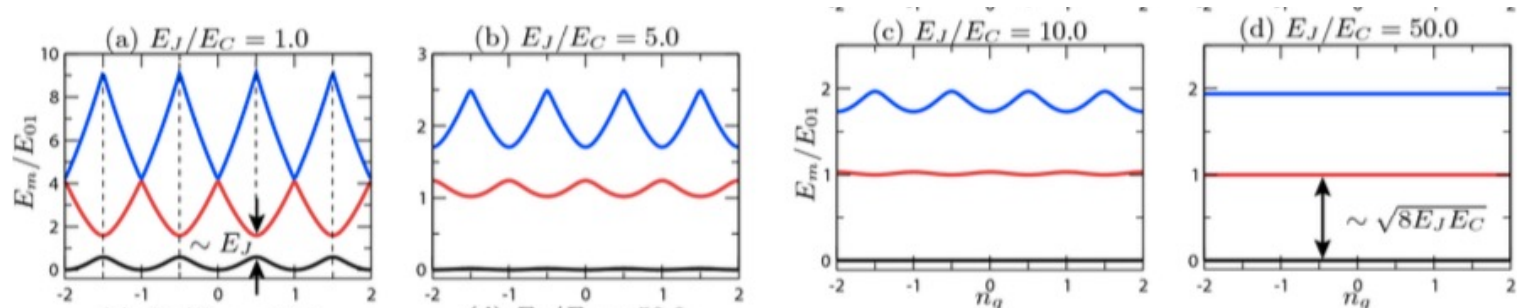 (a) E_J/E_C = 1.0
(b) E_J/E_C = 5.0
(c) E_J/E_C = 10.0
(d) E_J/E_C = 50.0
E_m/E_01
10
8
6
4
2
0
-2 -1 0 1 2
∼ E_J
3
2
1
0
-2 -1 0 1 2
E_m/E_01
2
1
0
-2 -1 0 1 2
n_g
2
1
0
∼ √8E_J E_C
-2 -1 0 1 2
n_g